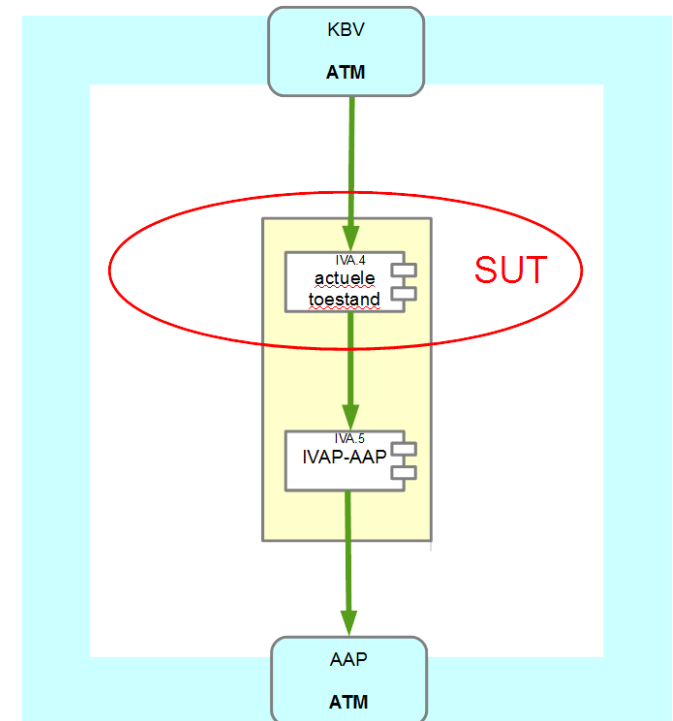 KBV
ATM
IVA.4
actuele
toestand
SUT
IVA.5
IVAP-AAP
AAP
ATM